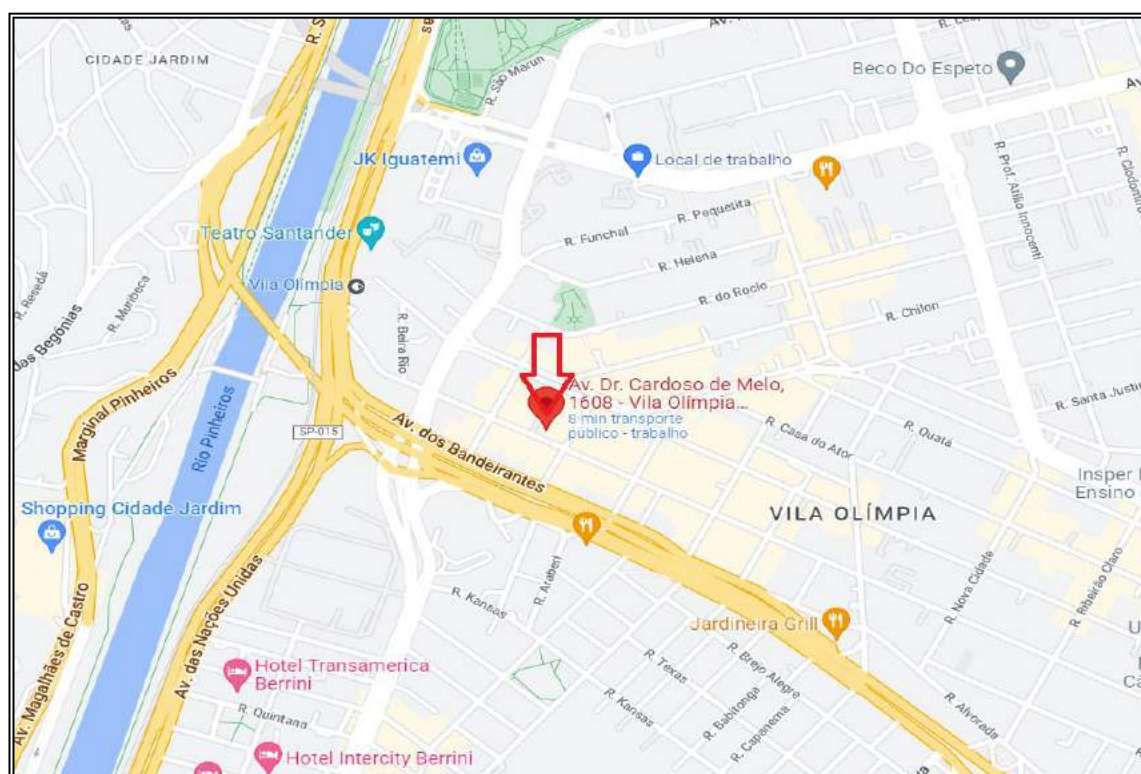 CIDADE JARDIM
R. São Marun
Beco Do Espeto
JK Iguatemi
Local de trabalho
R. Prof. Atilio Innocenti
R. Pequetita
R. Funchal
Teatro Santander
R. Helena
Vila Olímpia
R. do Rocio
R. Chilon
R. Resedá
R. Muribeca
das Begónias
R. Beira Rio
Av. Dr. Cardoso de Melo,
1608 - Vila Olímpia...
8 min transporte
público - trabalho
Marginal Pinheiros
Rio Pinheiros
SP-015
Av. dos Bandeirantes
R. Casa do Ator
R. Quatá
R. Santa Justin
Insper
Ensino
Shopping Cidade Jardim
VILA OLÍMPIA
Av. das Nações Unidas
R. Kansas
R. Araberi
R. Nova Cidade
R. Ribeirão Claro
Jardineira Grill
Av. Magalhães de Castro
Hotel Transamerica
Berrini
R. Texas
R. Brejo Alegre
R. Babitonga
R. Kansas
R. Capanema
R. Alvorada
R. Quintana
Hotel Intercity Berrini